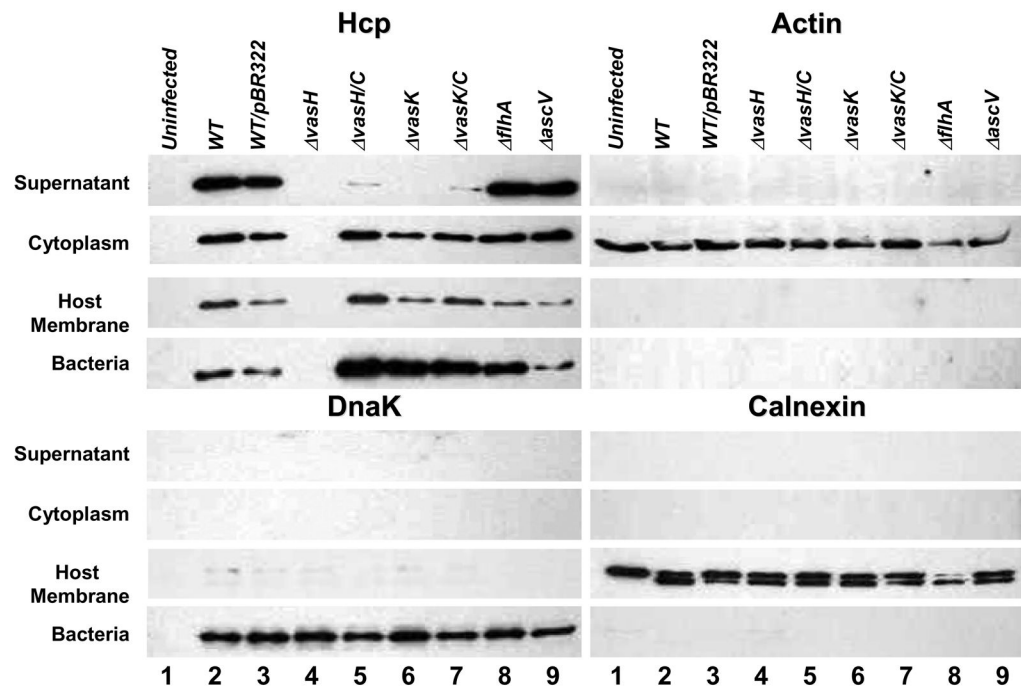 Hcp
Actin
Uninfected WT WT/pBR322 ΔvasH ΔvasH/C ΔvasK ΔvasK/C ΔflhA ΔascV
Uninfected WT WT/pBR322 ΔvasH ΔvasH/C ΔvasK ΔvasK/C ΔflhA ΔascV
Supernatant
Cytoplasm
Host
Membrane
Bacteria
DnaK
Calnexin
Supernatant
Cytoplasm
Host
Membrane
Bacteria
1 2 3 4 5 6 7 8 9
1 2 3 4 5 6 7 8 9